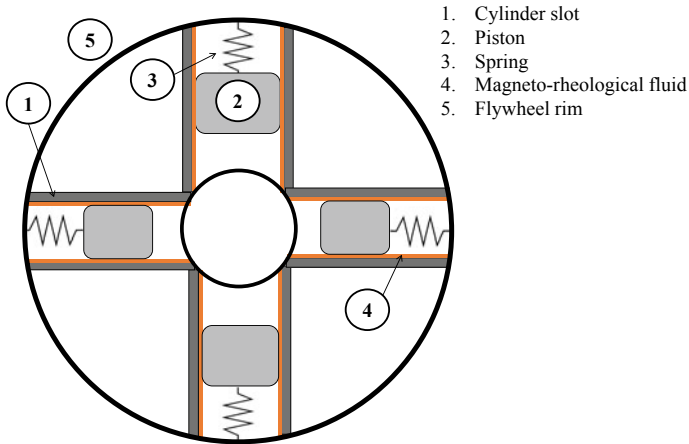 1. Cylinder slot
2. Piston
3. Spring
4. Magneto-rheological fluid
5. Flywheel rim
5
3
2
1
4